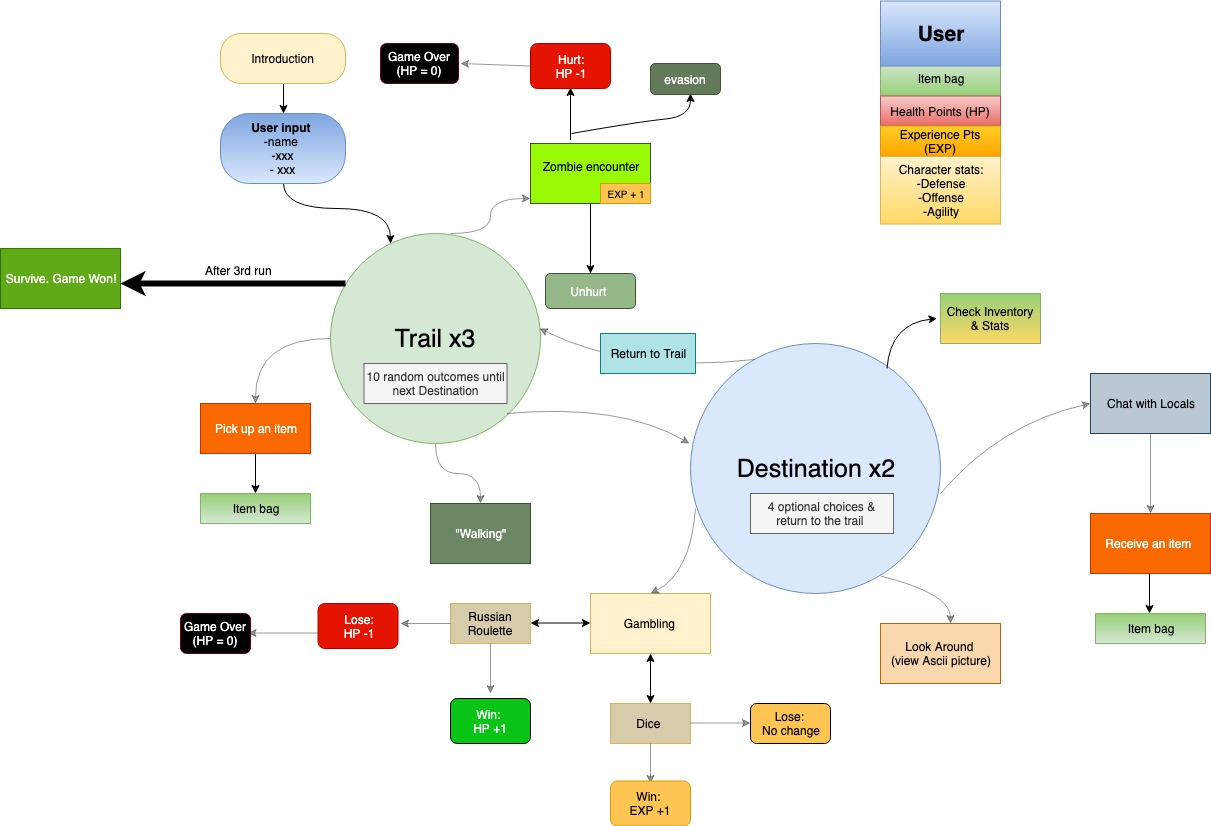 Introduction
User input
-name
-xxx
- xxx
Game Over
(HP = 0)
Hurt:
HP -1
evasion
Zombie encounter
EXP + 1
Unhurt
User
Item bag
Health Points (HP)
Experience Pts
(EXP)
Character stats:
-Defense
-Offense
-Agility
Survive. Game Won!
After 3rd run
Trail x3
10 random outcomes until
next Destination
Return to Trail
Check Inventory
& Stats
Pick up an item
Item bag
"Walking"
Destination x2
4 optional choices &
return to the trail
Chat with Locals
Receive an item
Item bag
Look Around
(view Ascii picture)
Gambling
Russian
Roulette
Lose:
HP -1
Game Over
(HP = 0)
Win:
HP +1
Dice
Lose:
No change
Win:
EXP +1